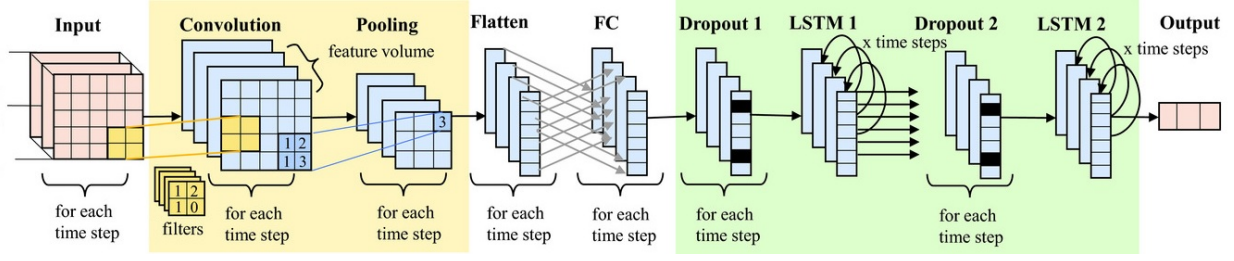 Input
Convolution
Pooling
Flatten
FC
Dropout 1
LSTM 1
Dropout 2
LSTM 2
Output
feature volume
x time steps
x time steps
3
1 2
1 3
1 2
1 0
filters
for each
time step
for each
time step
for each
time step
for each
time step
for each
time step
for each
time step
for each
time step